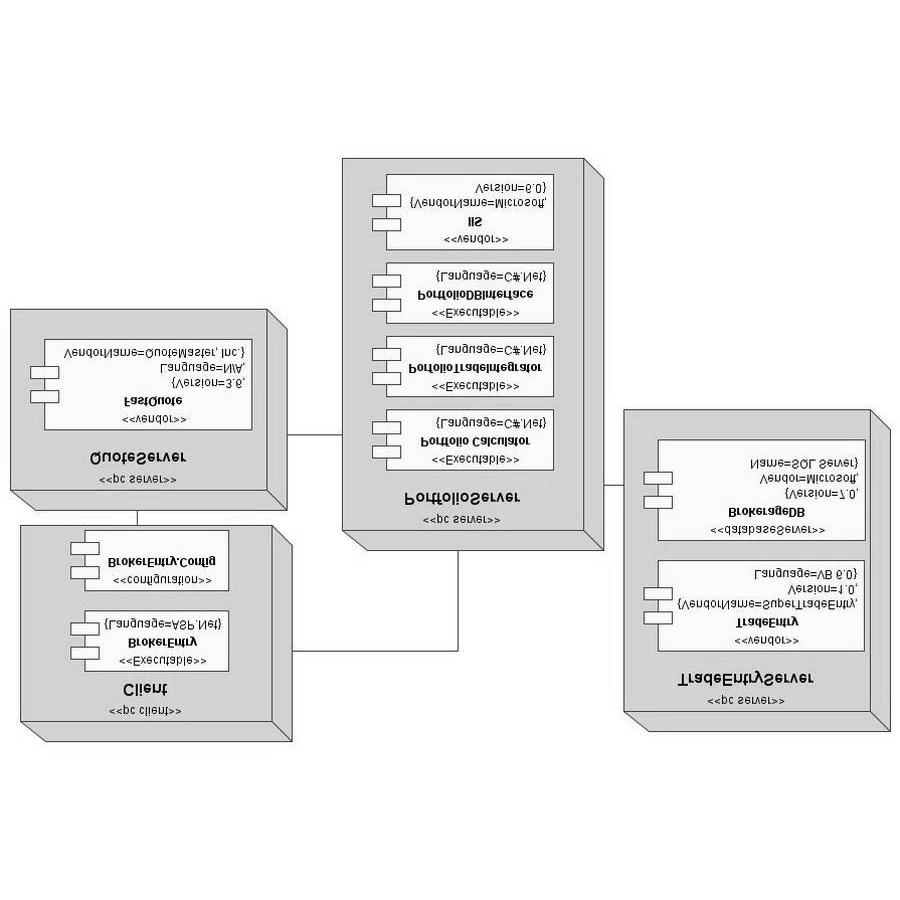 <<pc client>>
Client
<<Executable>>
BrokerEntry
{Language=ASP.Net}
<<configuration>>
BrokerEntry.Config
<<pc server>>
QuoteServer
<<vendor>>
FastQuote
{Version=3.6,
Language=N/A,
VendorName=QuoteMaster, Inc.}
<<pc server>>
PortfolioServer
<<Executable>>
Portfolio Calculator
{Language=C#.Net}
<<Executable>>
PorfolioTradeIntegrator
{Language=C#.Net}
<<Executable>>
PortfolioDBInterface
{Language=C#.Net}
<<vendor>>
IIS
{VendorName=Microsoft,
Version=6.0}
<<pc server>>
TradeEntryServer
<<vendor>>
TradeEntry
{VendorName=SuperTradeEntry,
Version=1.0,
Language=VB 6.0}
<<databaseServer>>
BrokerageDB
{Version=7.0,
Vendor=Microsoft,
Name=SQL Server}